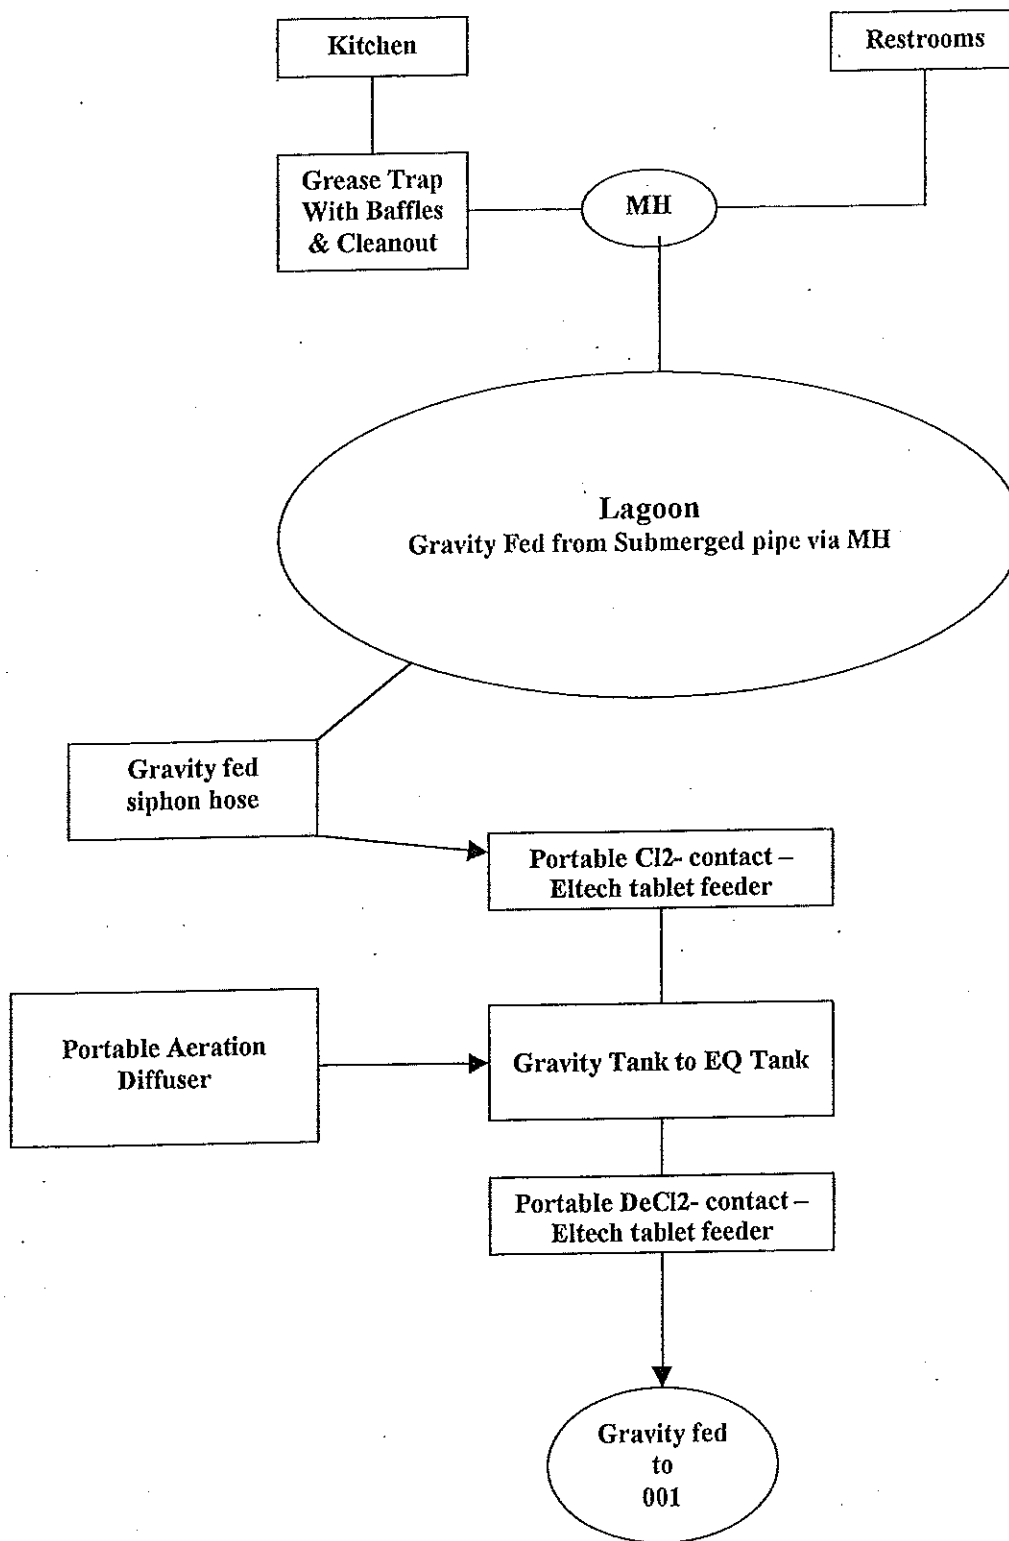 Kitchen
Restrooms
Grease Trap
With Baffles
& Cleanout
MH
Lagoon
Gravity Fed from Submerged pipe via MH
Gravity fed
siphon hose
Portable Cl2- contact –
Eltech tablet feeder
Portable Aeration
Diffuser
Gravity Tank to EQ Tank
Portable DeCl2- contact –
Eltech tablet feeder
Gravity fed
to
001